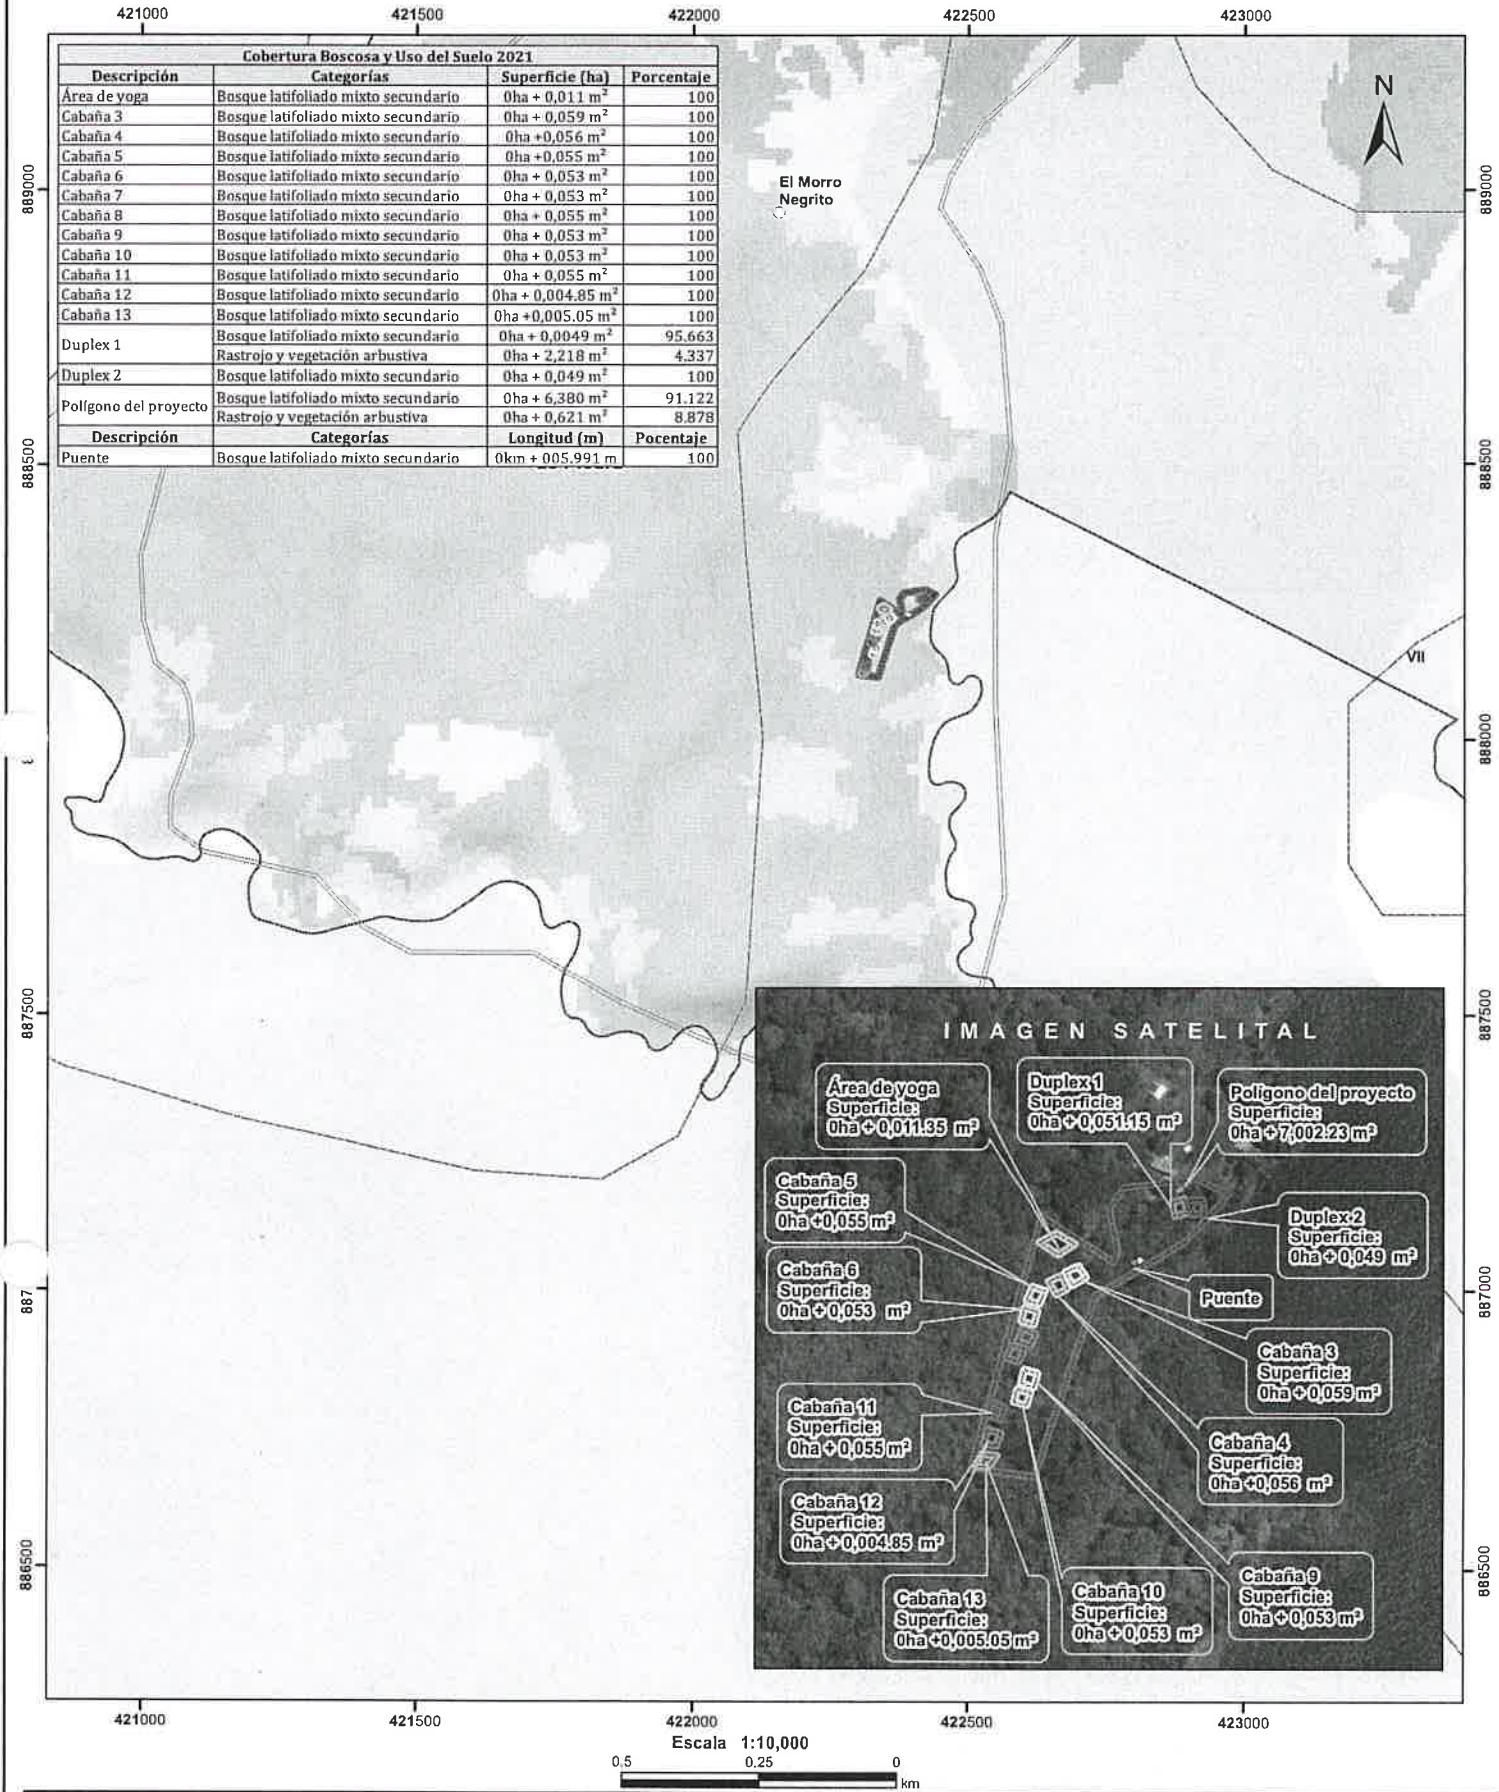 421000 421500 422000 422500 423000
Cobertura Boscosa y Uso del Suelo 2021
Descripción Categorías Superficie (ha) Porcentaje
Área de yoga Bosque latifoliado mixto secundario 0ha + 0,011 m² 100
Cabaña 3 Bosque latifoliado mixto secundario 0ha + 0,059 m² 100
Cabaña 4 Bosque latifoliado mixto secundario 0ha +0,056 m² 100
Cabaña 5 Bosque latifoliado mixto secundario 0ha +0,055 m² 100
Cabaña 6 Bosque latifoliado mixto secundario 0ha + 0,053 m² 100
Cabaña 7 Bosque latifoliado mixto secundario 0ha + 0,053 m² 100
Cabaña 8 Bosque latifoliado mixto secundario 0ha + 0,055 m² 100
Cabaña 9 Bosque latifoliado mixto secundario 0ha + 0,053 m² 100
Cabaña 10 Bosque latifoliado mixto secundario 0ha + 0,053 m² 100
Cabaña 11 Bosque latifoliado mixto secundario 0ha + 0,055 m² 100
Cabaña 12 Bosque latifoliado mixto secundario 0ha + 0,004.85 m² 100
Cabaña 13 Bosque latifoliado mixto secundario 0ha +0,005.05 m² 100
Duplex 1 Bosque latifoliado mixto secundario 0ha + 0,0049 m² 95.663
Rastrojo y vegetación arbustiva 0ha + 2,218 m² 4.337
Duplex 2 Bosque latifoliado mixto secundario 0ha + 0,049 m² 100
Polígono del proyecto Bosque latifoliado mixto secundario 0ha + 6,380 m² 91.122
Rastrojo y vegetación arbustiva 0ha + 0,621 m² 8.878
Descripción Categorías Longitud (m) Pocentaje
Puente Bosque latifoliado mixto secundario 0km + 005.991 m 100
N
El Morro
Negrito
VII
889000
888500
887500
887
886500
889000
888500
888000
887500
887000
886500
IMAGEN SATELITAL
Área de yoga
Superficie:
0ha + 0,011.35 m²
Duplex 1
Superficie:
0ha + 0,051.15 m²
Poligono del proyecto
Superficie:
0ha + 7,002.23 m²
Cabaña 5
Superficie:
0ha +0,055 m²
Duplex 2
Superficie:
0ha + 0,049 m²
Cabaña 6
Superficie:
0ha + 0,053 m²
Puente
Cabaña 3
Superficie:
0ha + 0,059 m²
Cabaña 11
Superficie:
0ha + 0,055 m²
Cabaña 4
Superficie:
0ha +0,056 m²
Cabaña 12
Superficie:
0ha + 0,004.85 m²
Cabaña 13
Superficie:
0ha +0,005.05 m²
Cabaña 10
Superficie:
0ha + 0,053 m²
Cabaña 9
Superficie:
0ha + 0,053 m²
421000 421500 422000 422500 423000
Escala 1:10,000
0.5 0.25 0
km